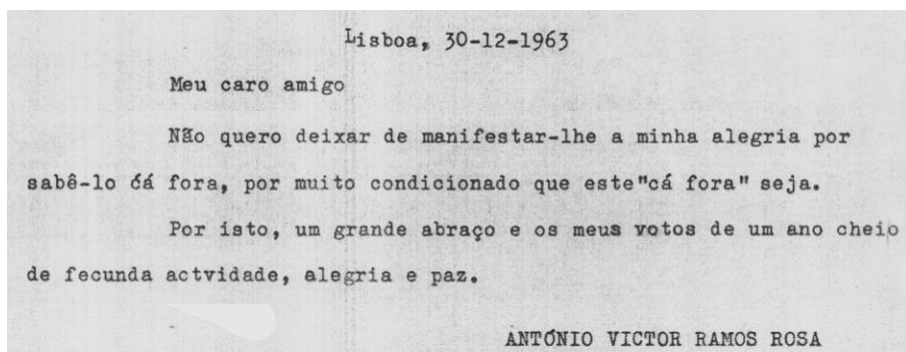 Lisboa, 30-12-1963
Meu caro amigo
Não quero deixar de manifestar-lhe a minha alegria por
sabê-lo cá fora, por muito condicionado que este"cá fora" seja.
Por isto, um grande abraço e os meus votos de um ano cheio
de fecunda actvidade, alegria e paz.
ANTÓNIO VICTOR RAMOS ROSA